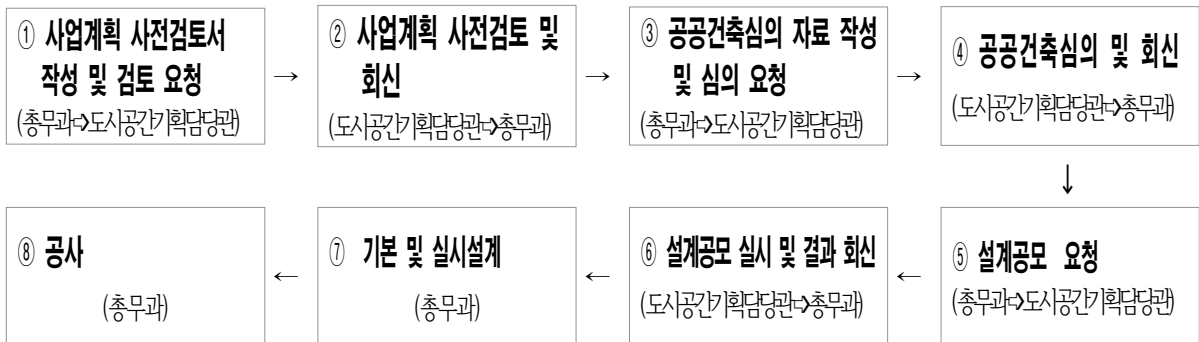 ① 사업계획 사전검토서
작성 및 검토 요청
(총무과➩도시공간기획담당관)
→
② 사업계획 사전검토 및
회신
(도시공간기획담당관➩총무과)
→
③ 공공건축심의 자료 작성
및 심의 요청
(총무과➩도시공간기획담당관)
→
④ 공공건축심의 및 회신
(도시공간기획담당관➩총무과)
↓
⑤ 설계공모 요청
(총무과➩도시공간기획담당관)
←
⑥ 설계공모 실시 및 결과 회신
(도시공간기획담당관➩총무과)
←
⑦ 기본 및 실시설계
(총무과)
←
⑧ 공사
(총무과)